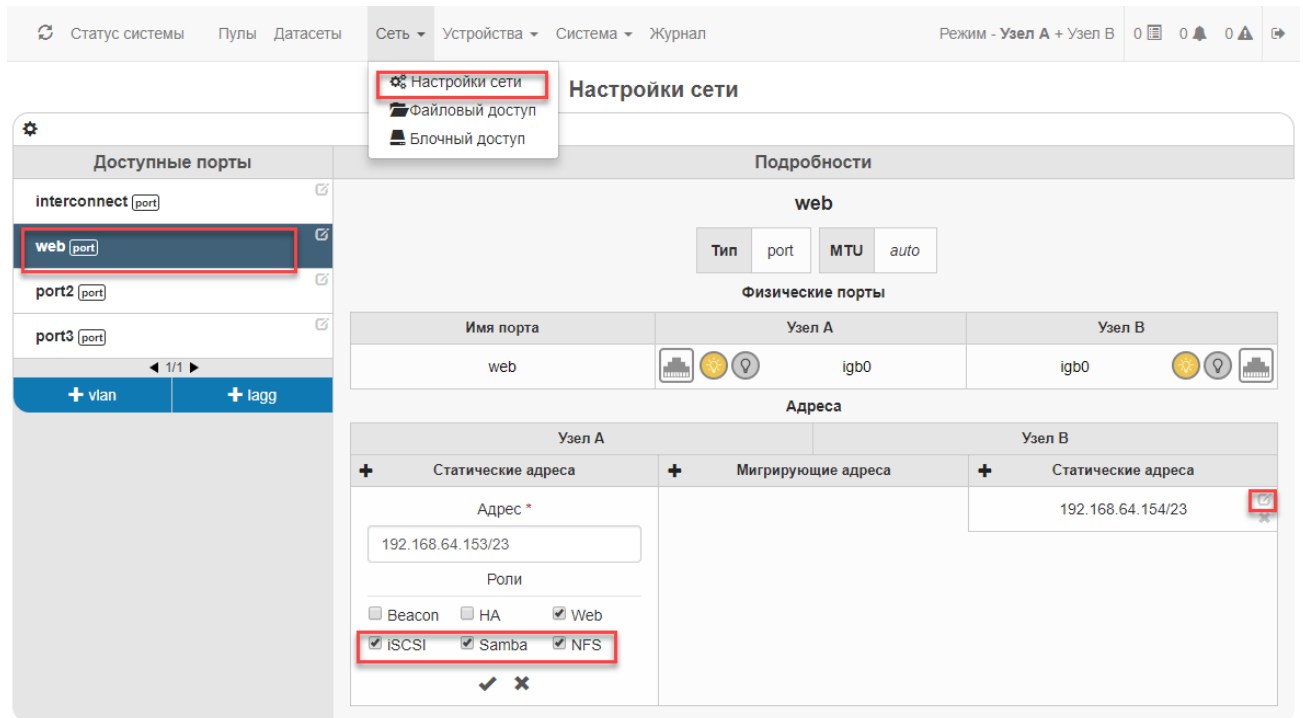 Статус системы Пулы Датасеты Сеть Устройства Система Журнал Режим - Узел A + Узел B 0 0 0
Настройки сети
Файловый доступ
Блочный доступ
Настройки сети
Доступные порты Подробности
interconnect port
web port
port2 port
port3 port
1/1
+ vlan + lagg
web
Тип port MTU auto
Физические порты
Имя порта Узел A Узел B
web igb0 igb0
Адреса
Узел A Узел B
+ Статические адреса + Мигрирующие адреса + Статические адреса
Адрес * 192.168.64.154/23
192.168.64.153/23
Роли
Beacon HA Web
iSCSI Samba NFS